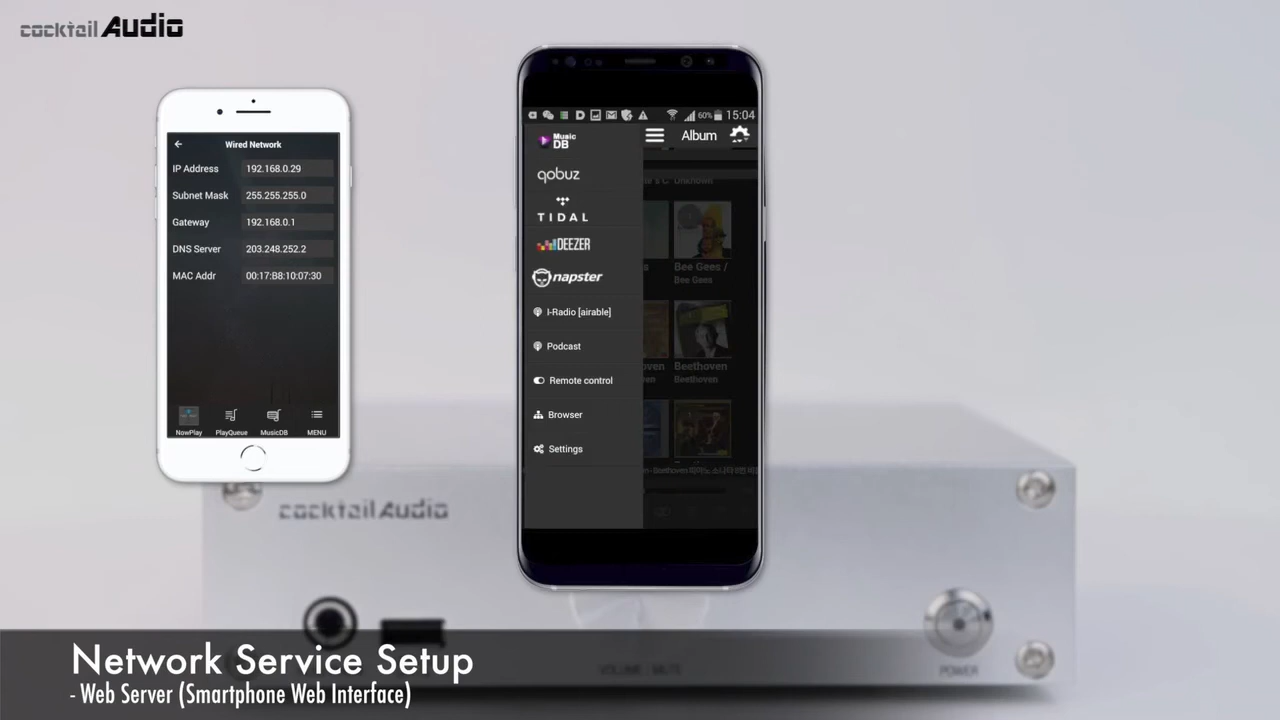 cocktail Audio
Wired Network
IP Address 192.168.0.29
Subnet Mask 255.255.255.0
Gateway 192.168.0.1
DNS Server 203.248.252.2
MAC Addr 00:17:B8:10:07:30
NowPlay PlayQueue MusicDB MENU
60% 15:04
Music DB
Album
qobuz
TIDAL
DEEZER
napster
I-Radio [airable]
Podcast
Remote control
Browser
Settings
Unknown
Bee Gees /
Bee Gees
Beethoven
Beethoven
cocktail Audio
VOLUME / MUTE
POWER
Network Service Setup
- Web Server (Smartphone Web Interface)